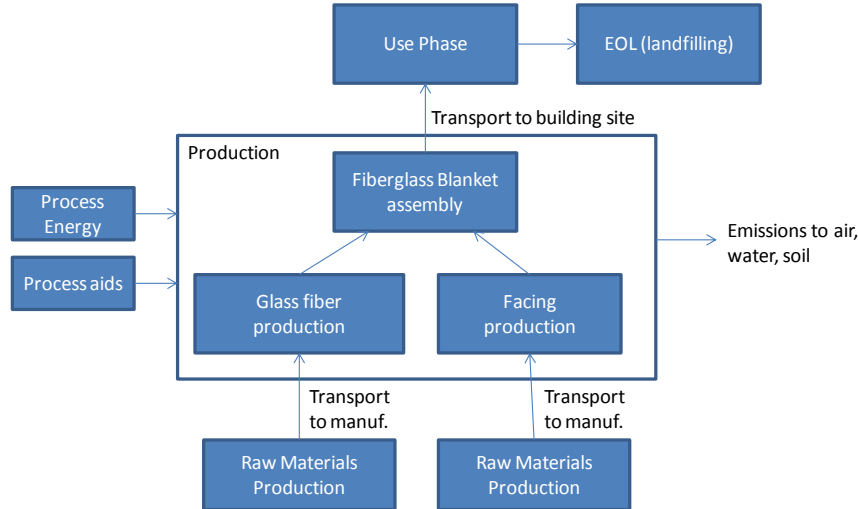 Use Phase
EOL (landfilling)
Transport to building site
Production
Fiberglass Blanket
assembly
Process
Energy
Emissions to air,
water, soil
Process aids
Glass fiber
production
Facing
production
Transport
to manuf.
Transport
to manuf.
Raw Materials
Production
Raw Materials
Production